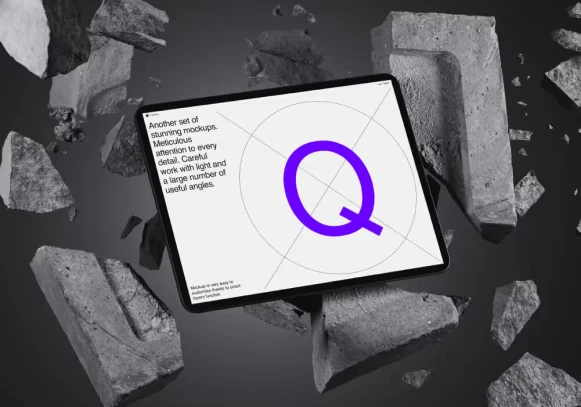 Another set of
stunning mockups.
Meticulous
attention to every
detail. Careful
work with light and
a large number of
useful angles.
Q
Mockup is very easy to
customize thanks to smart
layers function.